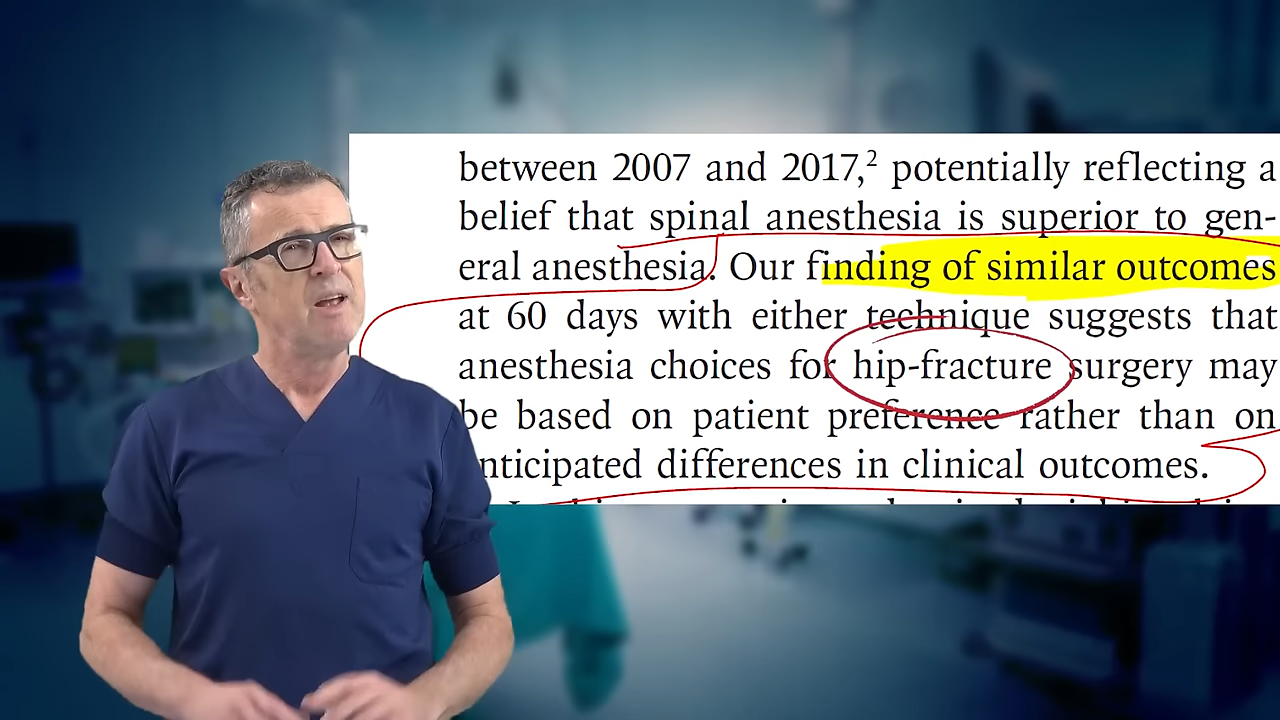 between 2007 and 2017,² potentially reflecting a
belief that spinal anesthesia is superior to gen-
eral anesthesia. Our finding of similar outcomes
at 60 days with either technique suggests that
anesthesia choices for hip-fracture surgery may
be based on patient preference rather than on
nticipated differences in clinical outcomes.